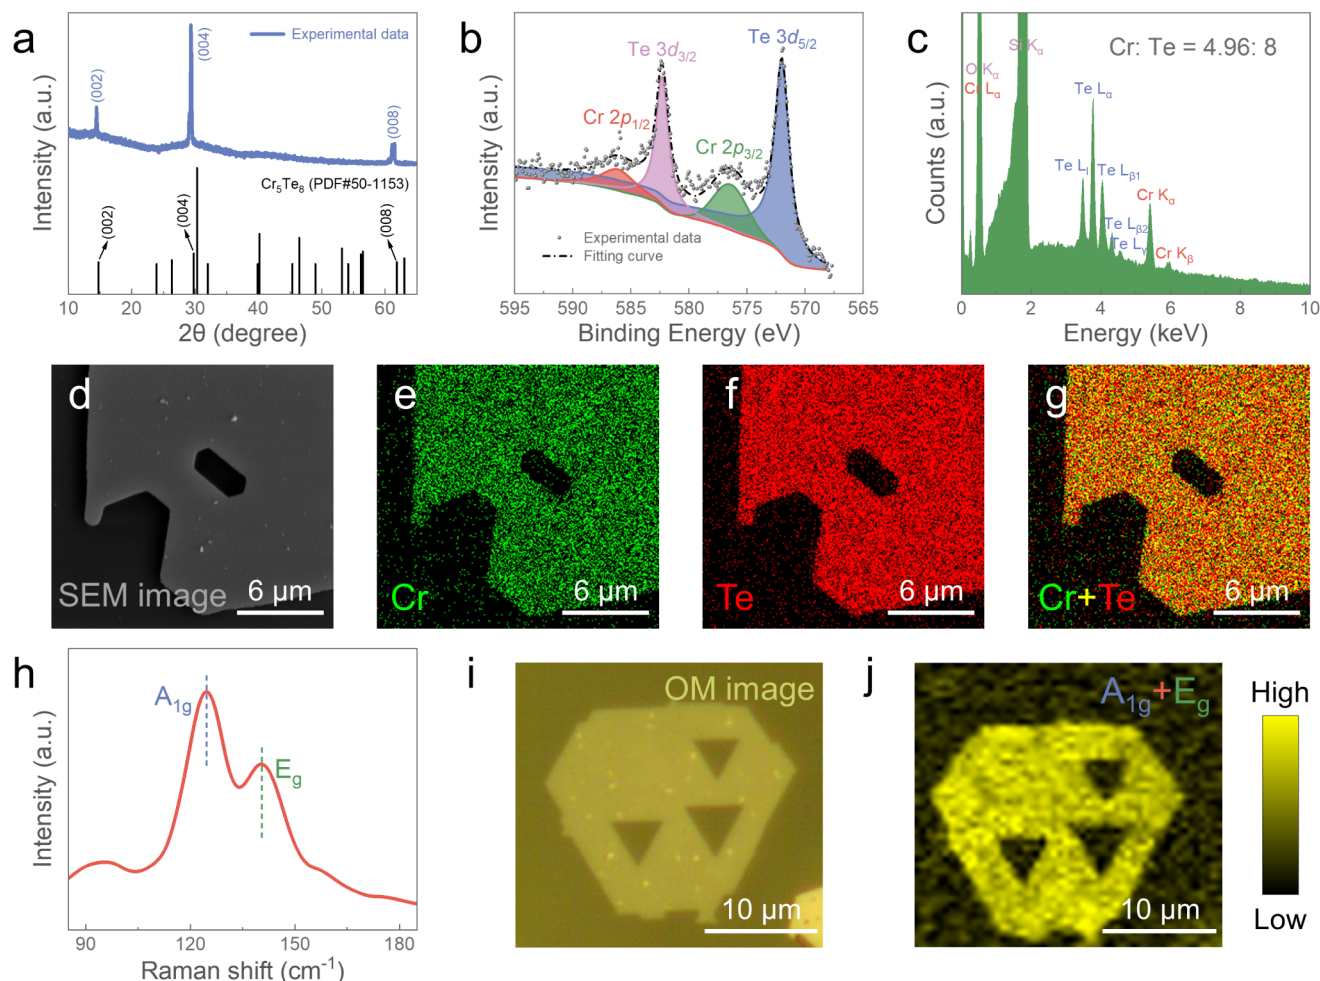 a
Intensity (a.u.)
(002)
(004)
Experimental data
(008)
Cr₅Te₈ (PDF#50-1153)
(002)
(004)
(008)
10 20 30 40 50 60
2θ (degree)
b
Intensity (a.u.)
Te 3d₃/₂
Te 3d₅/₂
Cr 2p₁/₂
Cr 2p₃/₂
Experimental data
Fitting curve
595 590 585 580 575 570 565
Binding Energy (eV)
c
Counts (a.u.)
Cr: Te = 4.96: 8
Si Kα
O Kα
Cr Lα
Te Lα
Te Lₗ
Te Lβ1
Cr Kα
Te Lβ2
Te Lγ
Cr Kβ
0 2 4 6 8 10
Energy (keV)
d
SEM image
6 μm
e
Cr
6 μm
f
Te
6 μm
g
Cr+Te
6 μm
h
Intensity (a.u.)
A₁g
Eg
90 120 150 180
Raman shift (cm⁻¹)
i
OM image
10 μm
j
A₁g+Eg
10 μm
High
Low